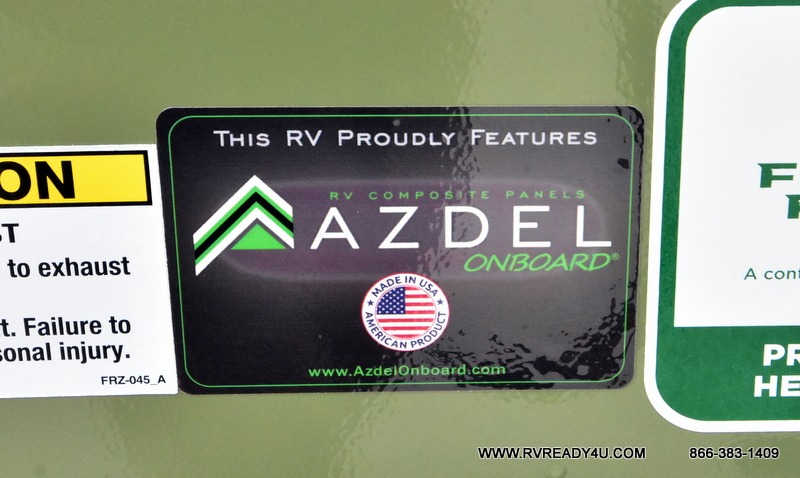 ON
ST
to exhaust
t. Failure to
sonal injury.
FRZ-045_A
THIS RV PROUDLY FEATURES
RV COMPOSITE PANELS
AZDEL
ONBOARD®
★ MADE IN USA ★
AMERICAN PRODUCT
www.AzdelOnboard.com
F
A cont
PR
HE
WWW.RVREADY4U.COM 866-383-1409